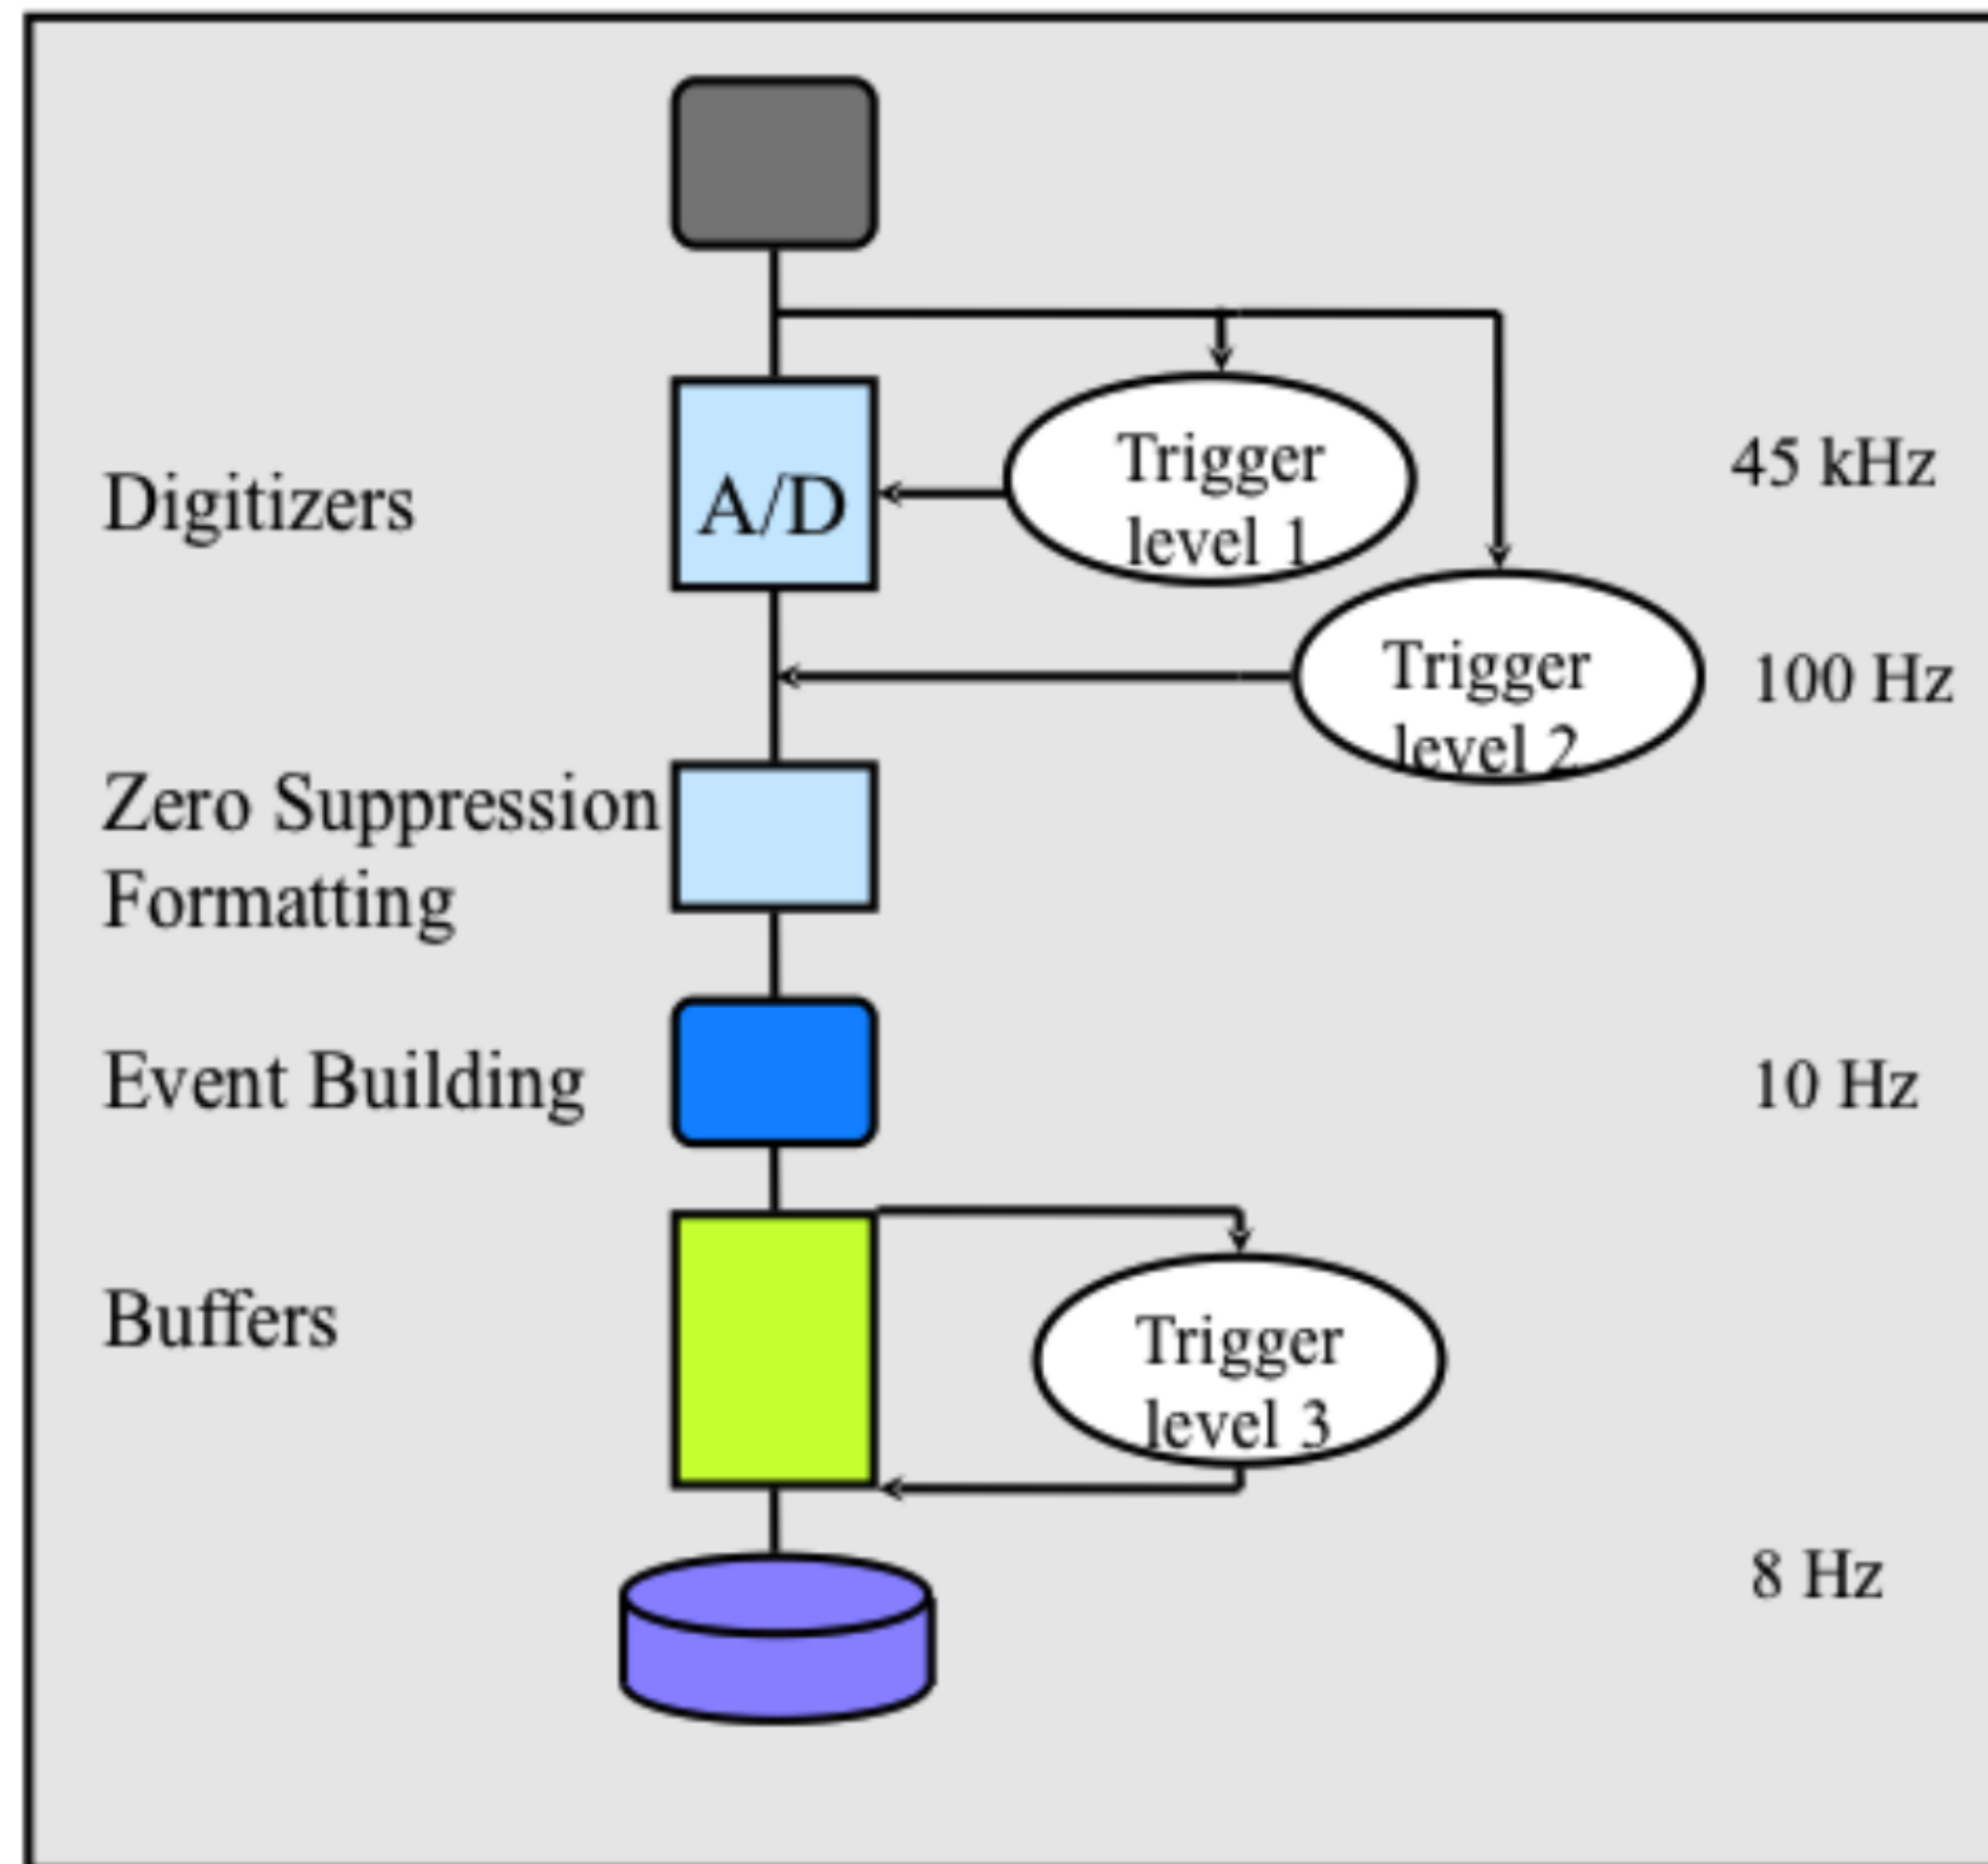 Digitizers
A/D
Trigger
level 1
45 kHz
Trigger
level 2
100 Hz
Zero Suppression
Formatting
Event Building
10 Hz
Buffers
Trigger
level 3
8 Hz